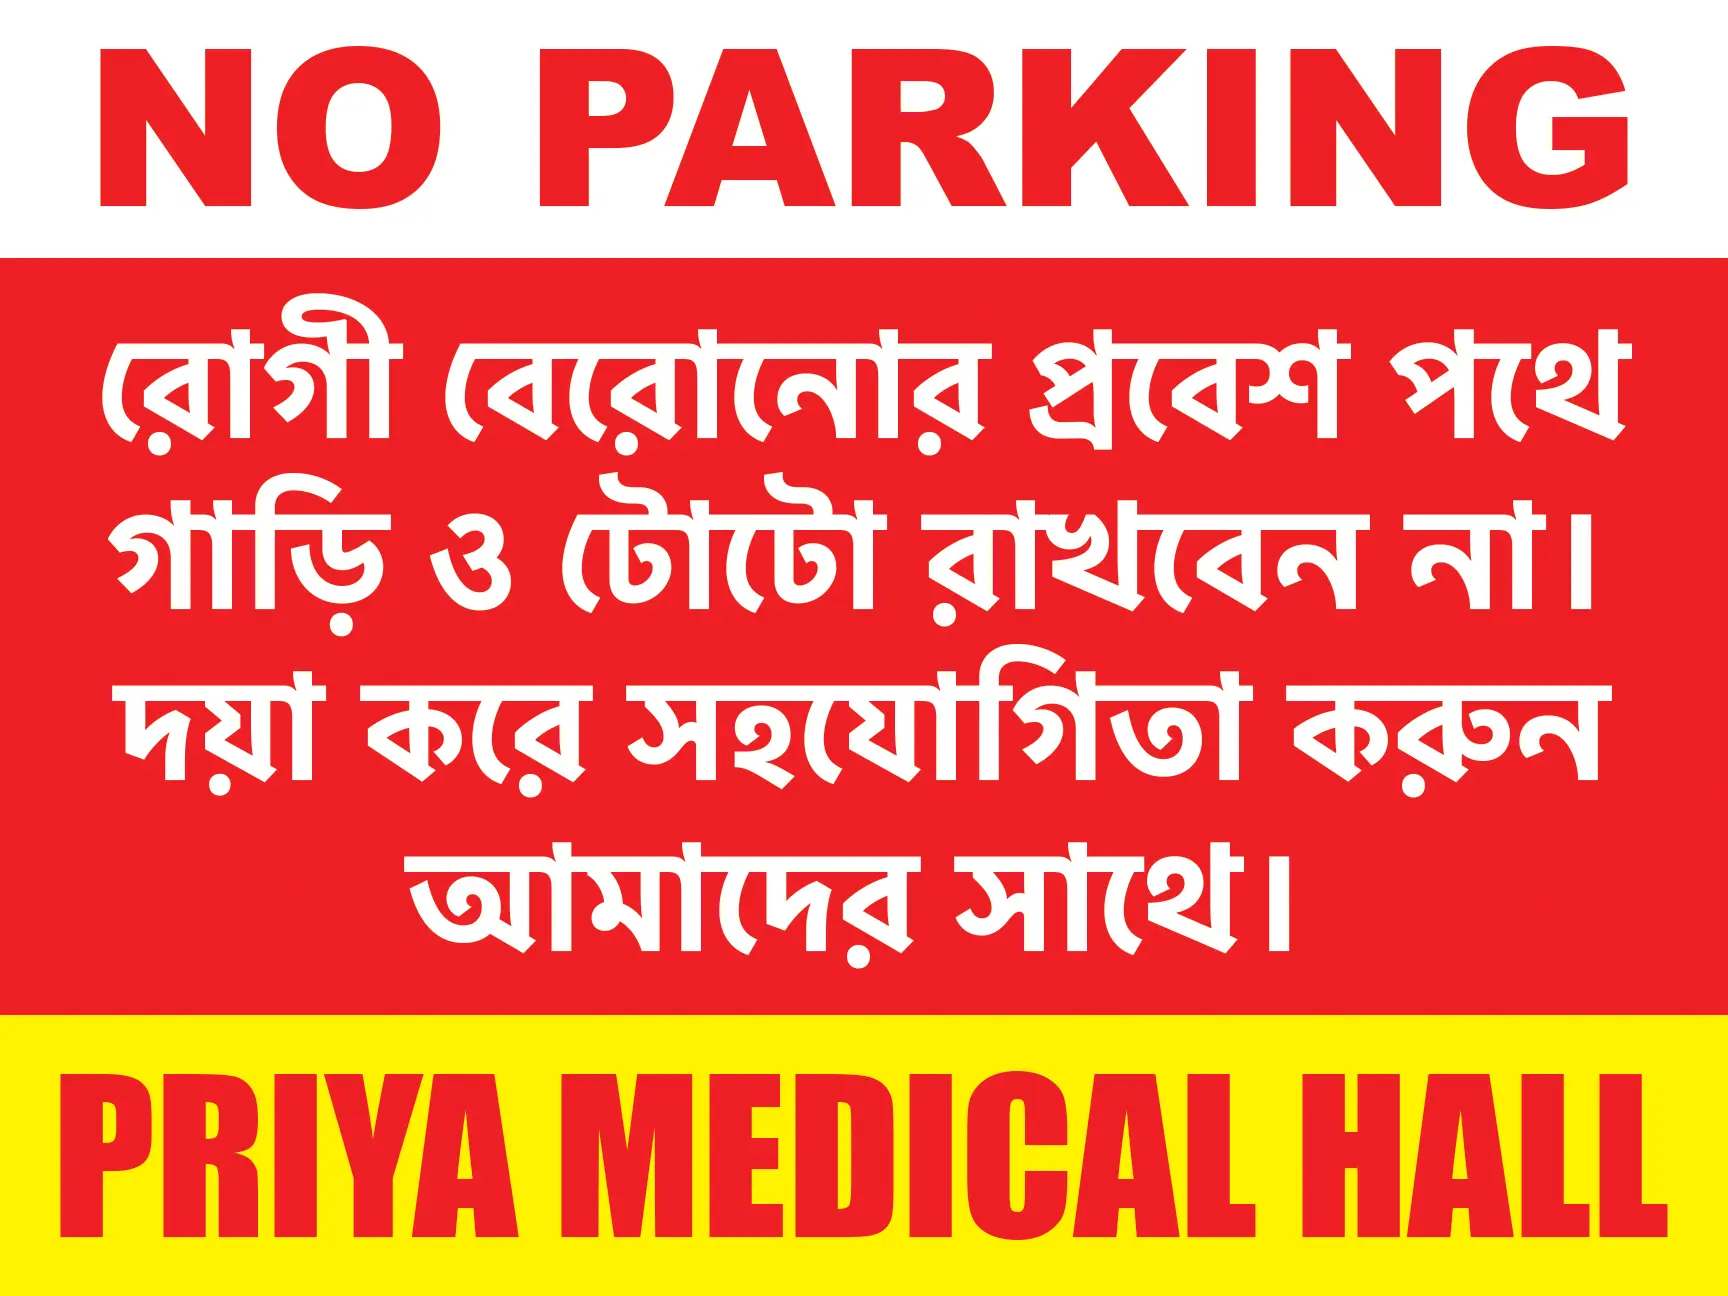 NO PARKING
রোগী বেরোনোর প্রবেশ পথে
গাড়ি ও টোটো রাখবেন না।
দয়া করে সহযোগিতা করুন
আমাদের সাথে।
PRIYA MEDICAL HALL